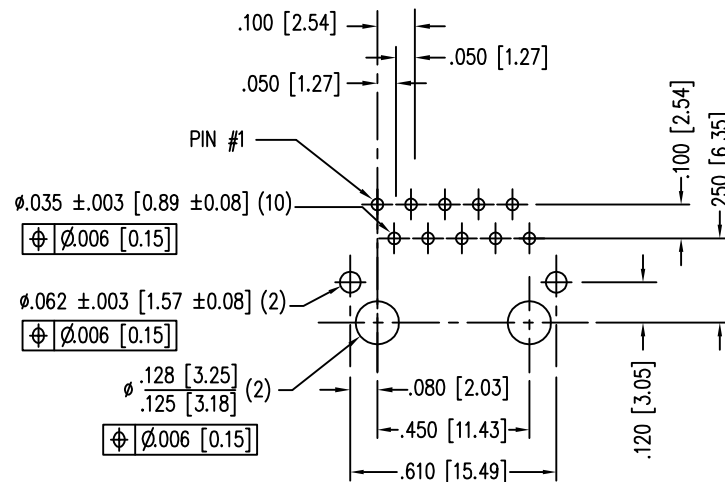 .100 [2.54]
.050 [1.27]
.050 [1.27]
PIN #1
.100 [2.54]
.250 [6.35]
ø.035 ±.003 [0.89 ±0.08] (10)
⌖ Ø.006 [0.15]
ø.062 ±.003 [1.57 ±0.08] (2)
⌖ Ø.006 [0.15]
ø .128 [3.25]
.125 [3.18] (2)
⌖ Ø.006 [0.15]
.080 [2.03]
.450 [11.43]
.610 [15.49]
.120 [3.05]